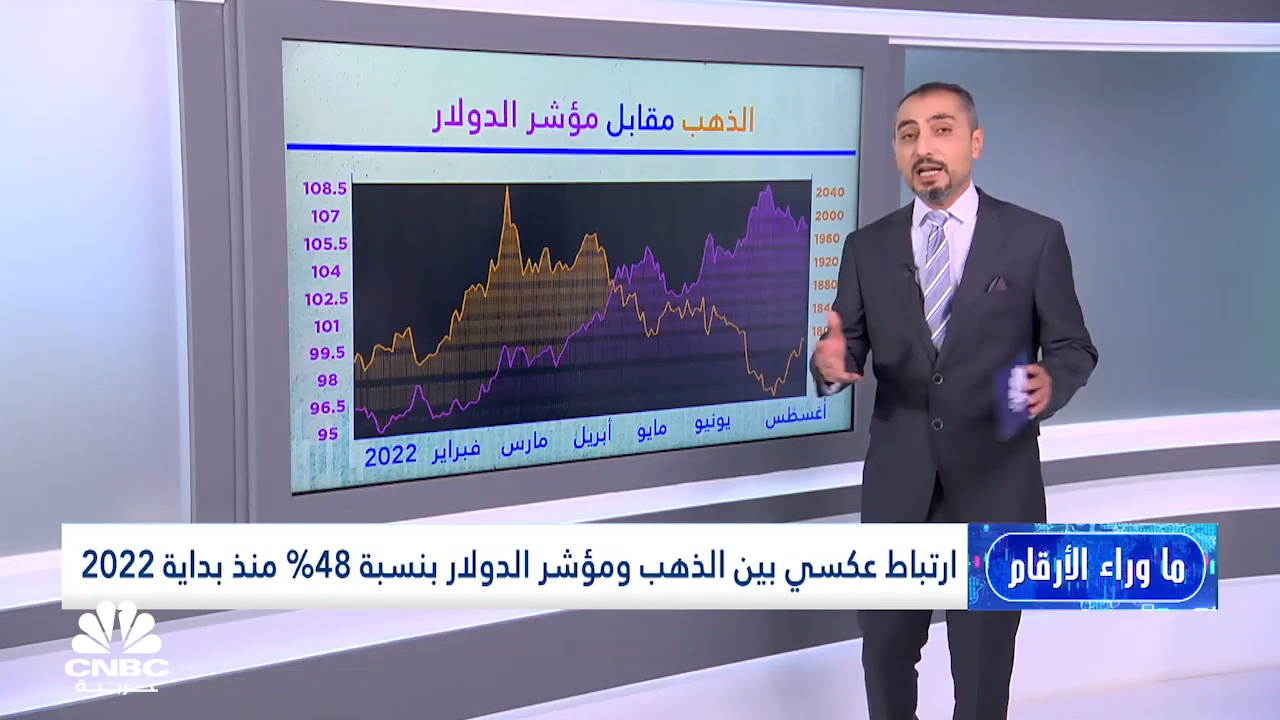 الذهب مقابل مؤشر الدولار
108.5
107
105.5
104
102.5
101
99.5
98
96.5
95
2040
2000
1960
1920
1880
2022 فبراير مارس أبريل مايو يونيو أغسطس
ما وراء الأرقام
ارتباط عكسي بين الذهب ومؤشر الدولار بنسبة 48% منذ بداية 2022
CNBC
عربية